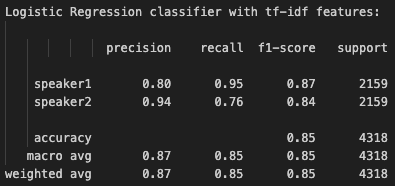 Logistic Regression classifier with tf-idf features:
precision recall f1-score support
speaker1 0.80 0.95 0.87 2159
speaker2 0.94 0.76 0.84 2159
accuracy 0.85 4318
macro avg 0.87 0.85 0.85 4318
weighted avg 0.87 0.85 0.85 4318